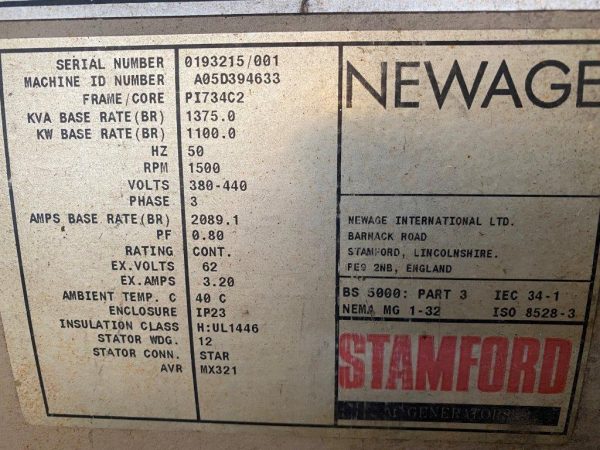 SERIAL NUMBER 0193215/001
MACHINE ID NUMBER A05D394633
FRAME/CORE PI734C2
KVA BASE RATE(BR) 1375.0
KW BASE RATE(BR) 1100.0
HZ 50
RPM 1500
VOLTS 380-440
PHASE 3
AMPS BASE RATE(BR) 2089.1
PF 0.80
RATING CONT.
EX.VOLTS 62
EX.AMPS 3.20
AMBIENT TEMP. C 40 C
ENCLOSURE IP23
INSULATION CLASS H:UL1446
STATOR WDG. 12
STATOR CONN. STAR
AVR MX321
NEWAGE
NEWAGE INTERNATIONAL LTD.
BARNACK ROAD
STAMFORD, LINCOLNSHIRE.
PE9 2NB, ENGLAND
BS 5000: PART 3 IEC 34-1
NEMA MG 1-32 ISO 8528-3
STAMFORD
AC GENERATORS